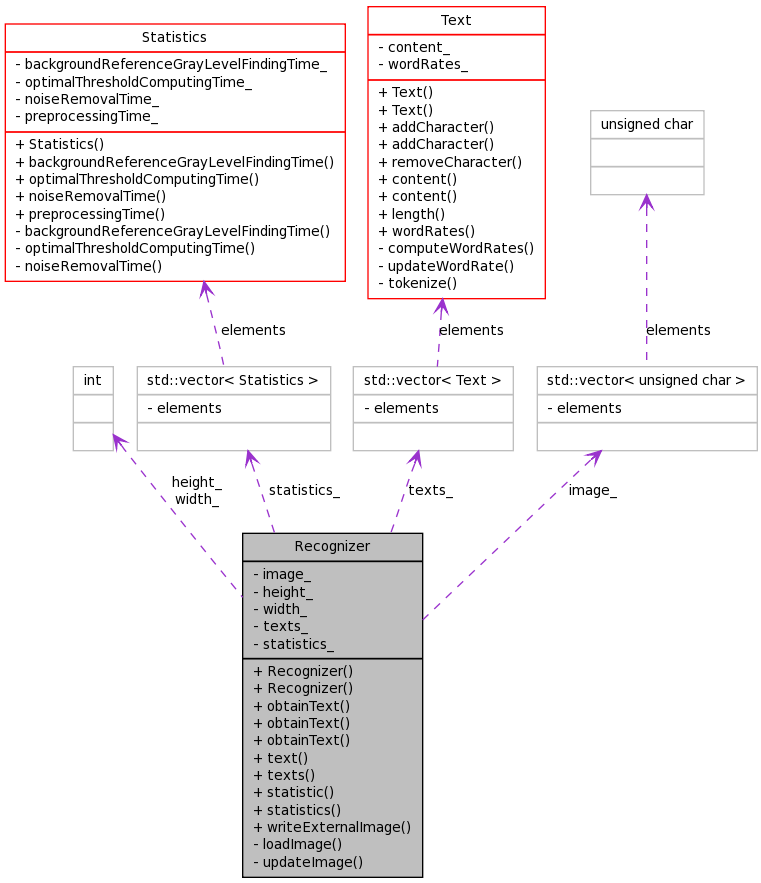 Statistics
- backgroundReferenceGrayLevelFindingTime_
- optimalThresholdComputingTime_
- noiseRemovalTime_
- preprocessingTime_
+ Statistics()
+ backgroundReferenceGrayLevelFindingTime()
+ optimalThresholdComputingTime()
+ noiseRemovalTime()
+ preprocessingTime()
- backgroundReferenceGrayLevelFindingTime()
- optimalThresholdComputingTime()
- noiseRemovalTime()
Text
- content_
- wordRates_
+ Text()
+ Text()
+ addCharacter()
+ addCharacter()
+ removeCharacter()
+ content()
+ content()
+ length()
+ wordRates()
- computeWordRates()
- updateWordRate()
- tokenize()
unsigned char
elements
elements
elements
int
std::vector< Statistics >
- elements
std::vector< Text >
- elements
std::vector< unsigned char >
- elements
height_
width_
statistics_
texts_
image_
Recognizer
- image_
- height_
- width_
- texts_
- statistics_
+ Recognizer()
+ Recognizer()
+ obtainText()
+ obtainText()
+ obtainText()
+ text()
+ texts()
+ statistic()
+ statistics()
+ writeExternalImage()
- loadImage()
- updateImage()